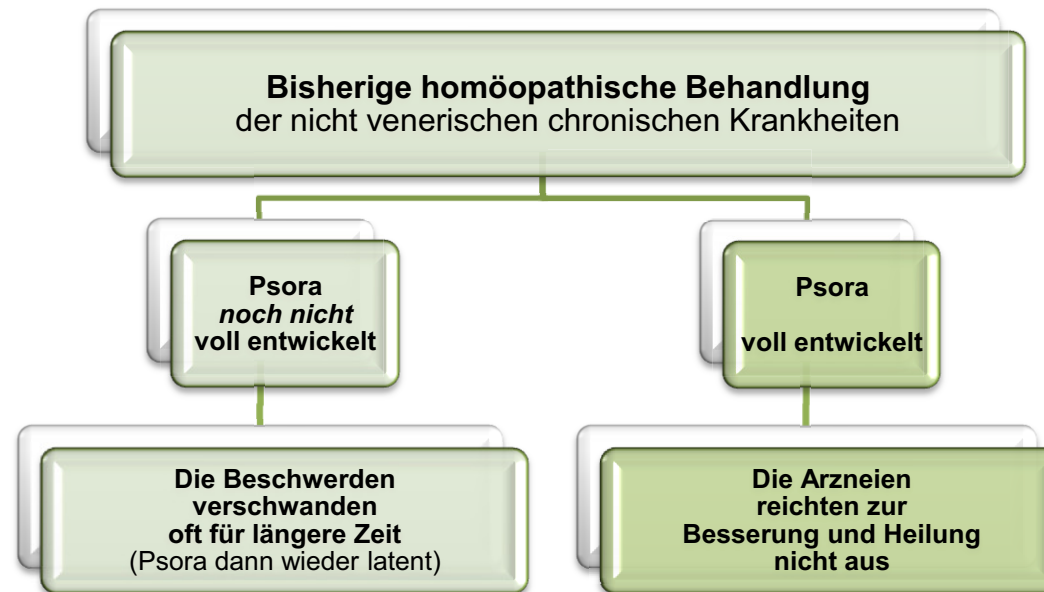 Bisherige homöopathische Behandlung
der nicht venerischen chronischen Krankheiten
Psora
noch nicht
voll entwickelt
Psora
voll entwickelt
Die Beschwerden
verschwanden
oft für längere Zeit
(Psora dann wieder latent)
Die Arzneien
reichten zur
Besserung und Heilung
nicht aus